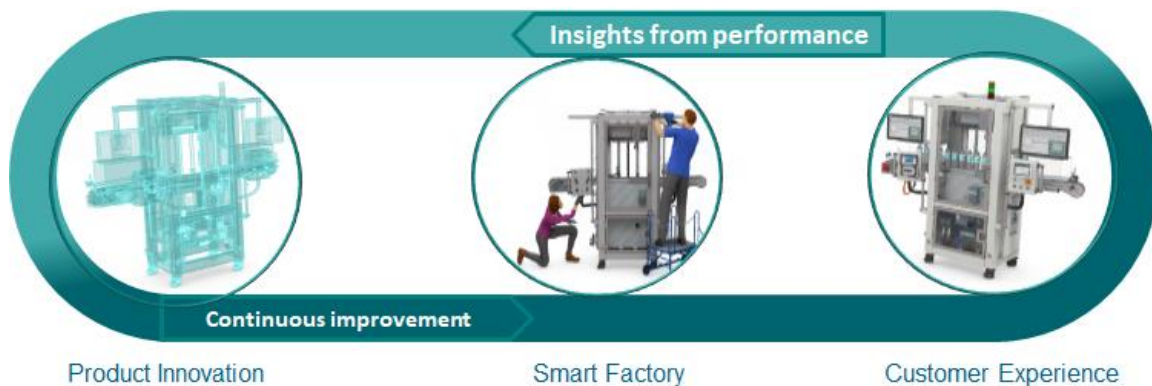 Insights from performance
Continuous improvement
Product Innovation
Smart Factory
Customer Experience